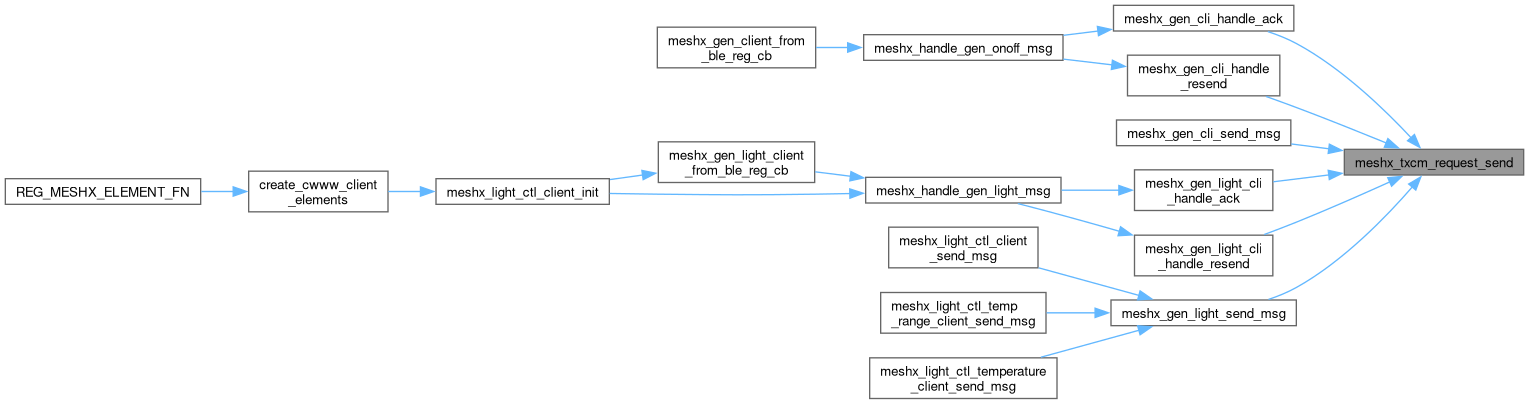 meshx_gen_cli_handle_ack
meshx_gen_client_from
_ble_reg_cb
meshx_handle_gen_onoff_msg
meshx_gen_cli_handle
_resend
meshx_gen_cli_send_msg
meshx_txcm_request_send
meshx_gen_light_client
_from_ble_reg_cb
REG_MESHX_ELEMENT_FN
create_cwww_client
_elements
meshx_light_ctl_client_init
meshx_handle_gen_light_msg
meshx_gen_light_cli
_handle_ack
meshx_light_ctl_client
_send_msg
meshx_gen_light_cli
_handle_resend
meshx_light_ctl_temp
_range_client_send_msg
meshx_gen_light_send_msg
meshx_light_ctl_temperature
_client_send_msg